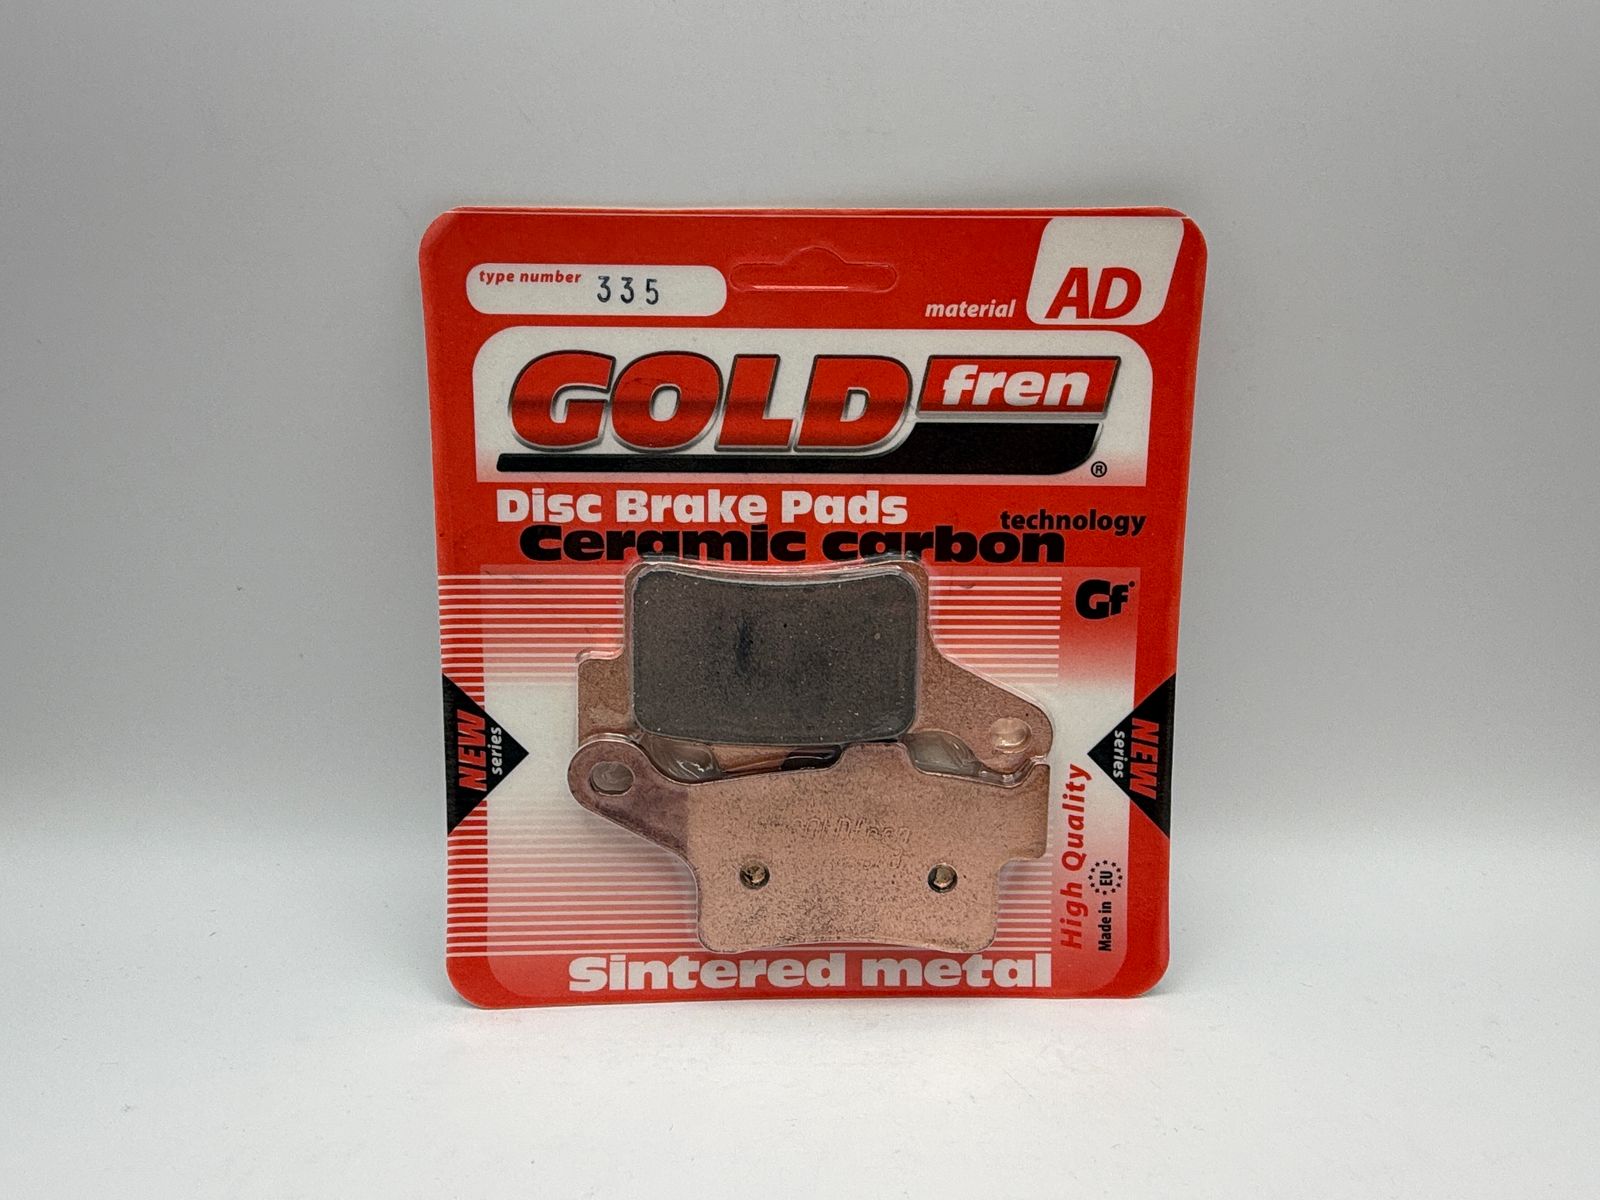 type number 335
material AD
GOLD fren ®
Disc Brake Pads
Ceramic carbon technology
Gf
NEW series
NEW series
High Quality
Made in EU
GOLDfren
Sintered metal